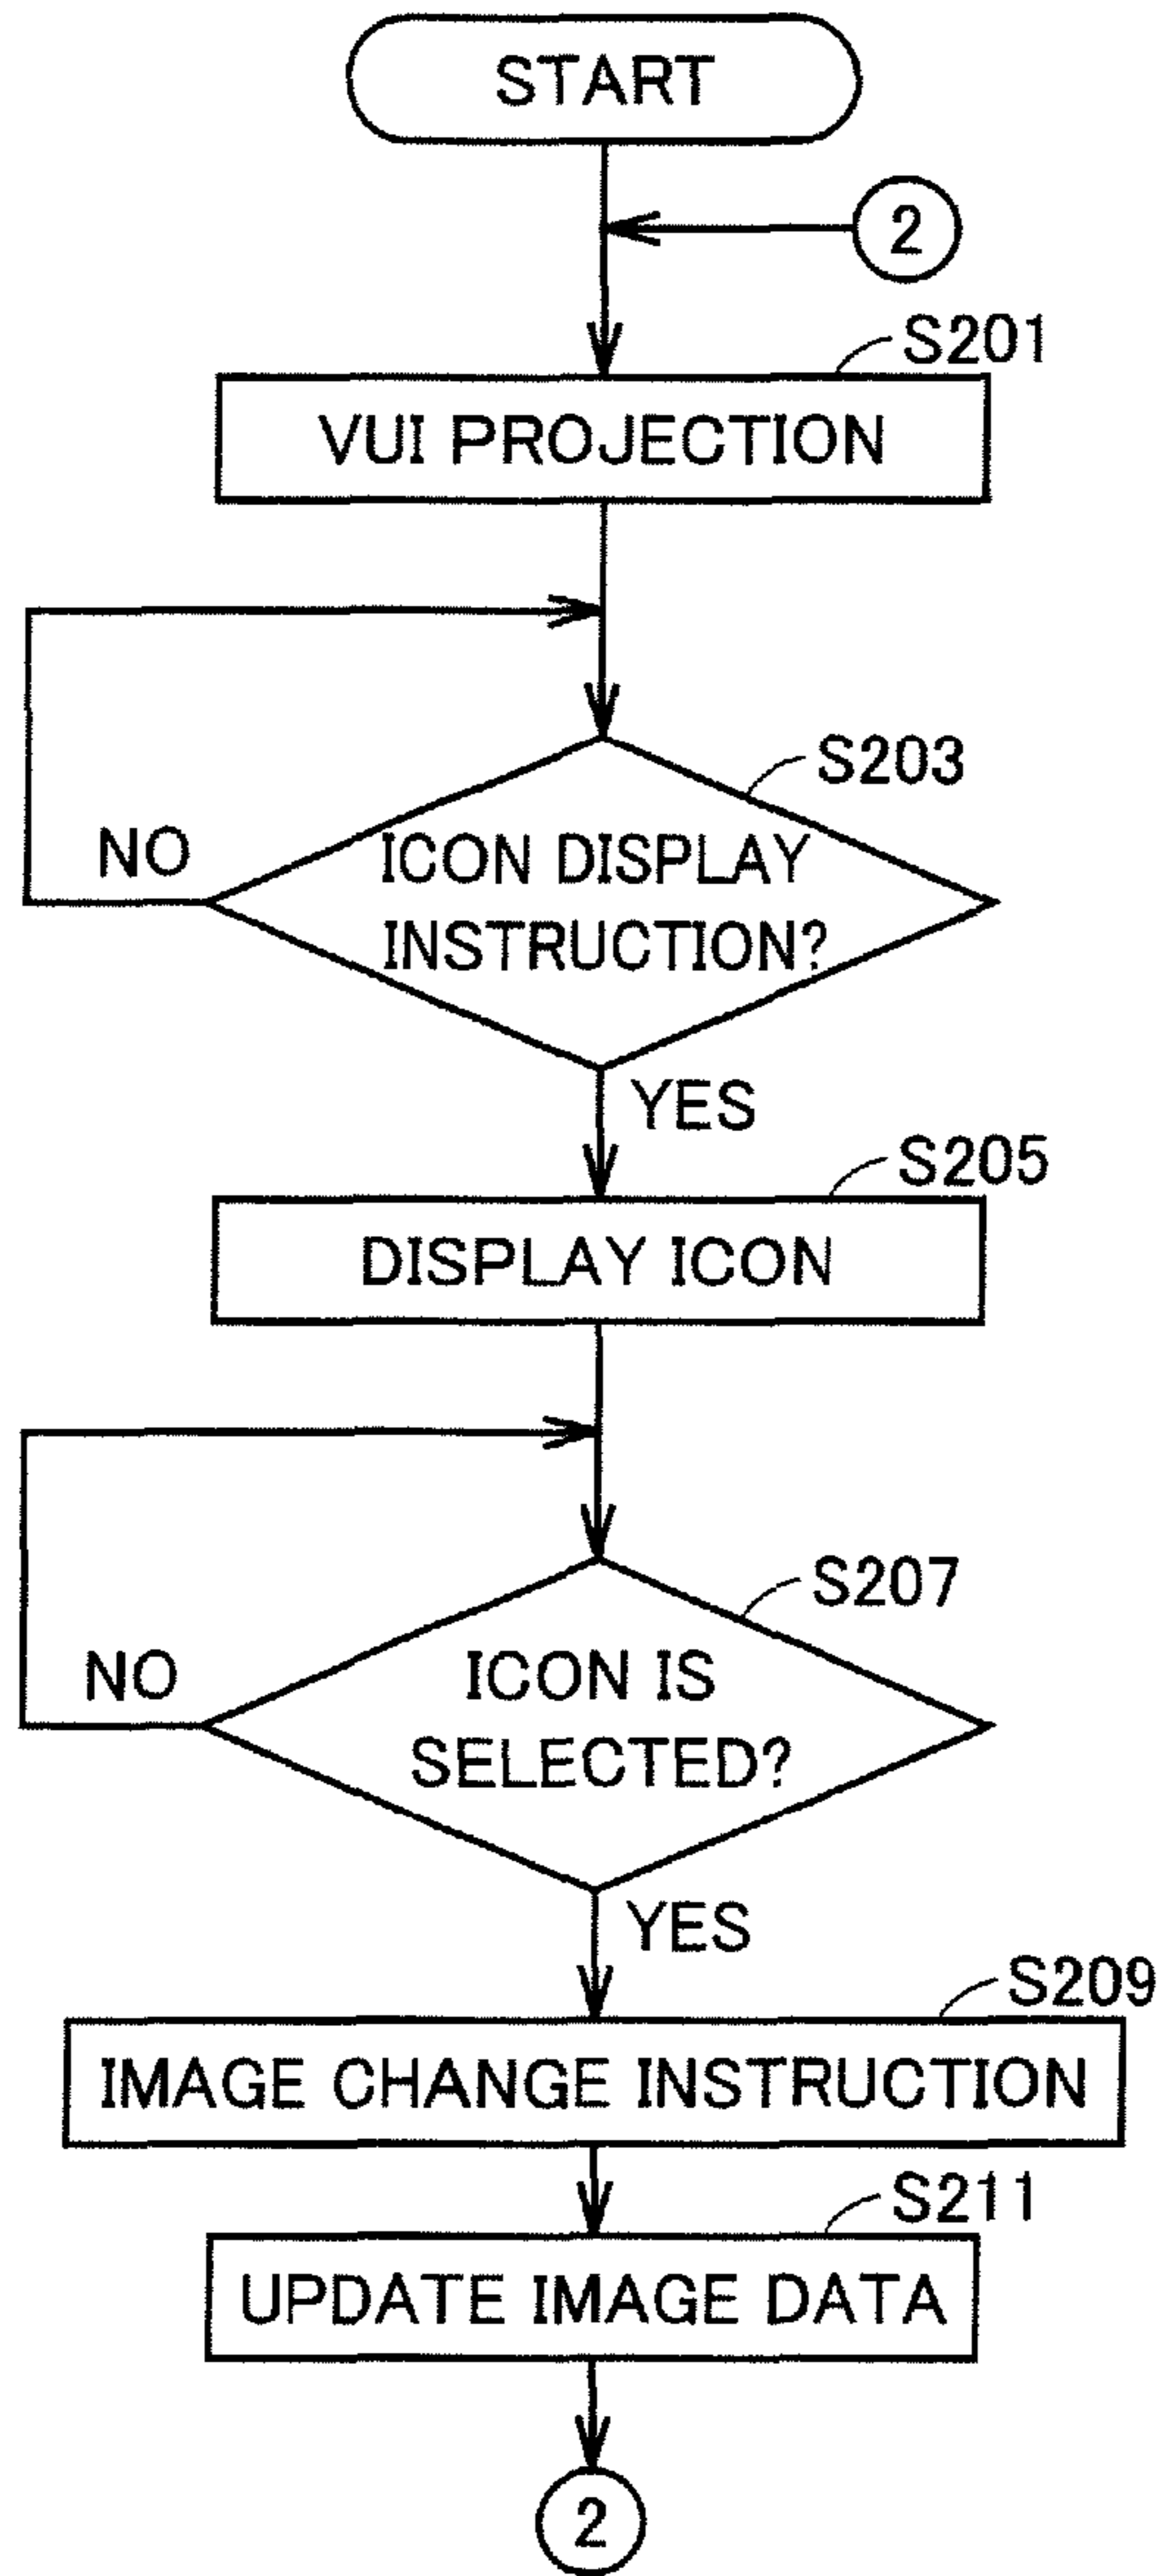 START
2
S201
VUI PROJECTION
S203
NO
ICON DISPLAY
INSTRUCTION?
YES
S205
DISPLAY ICON
S207
NO
ICON IS
SELECTED?
YES
S209
IMAGE CHANGE INSTRUCTION
S211
UPDATE IMAGE DATA
2